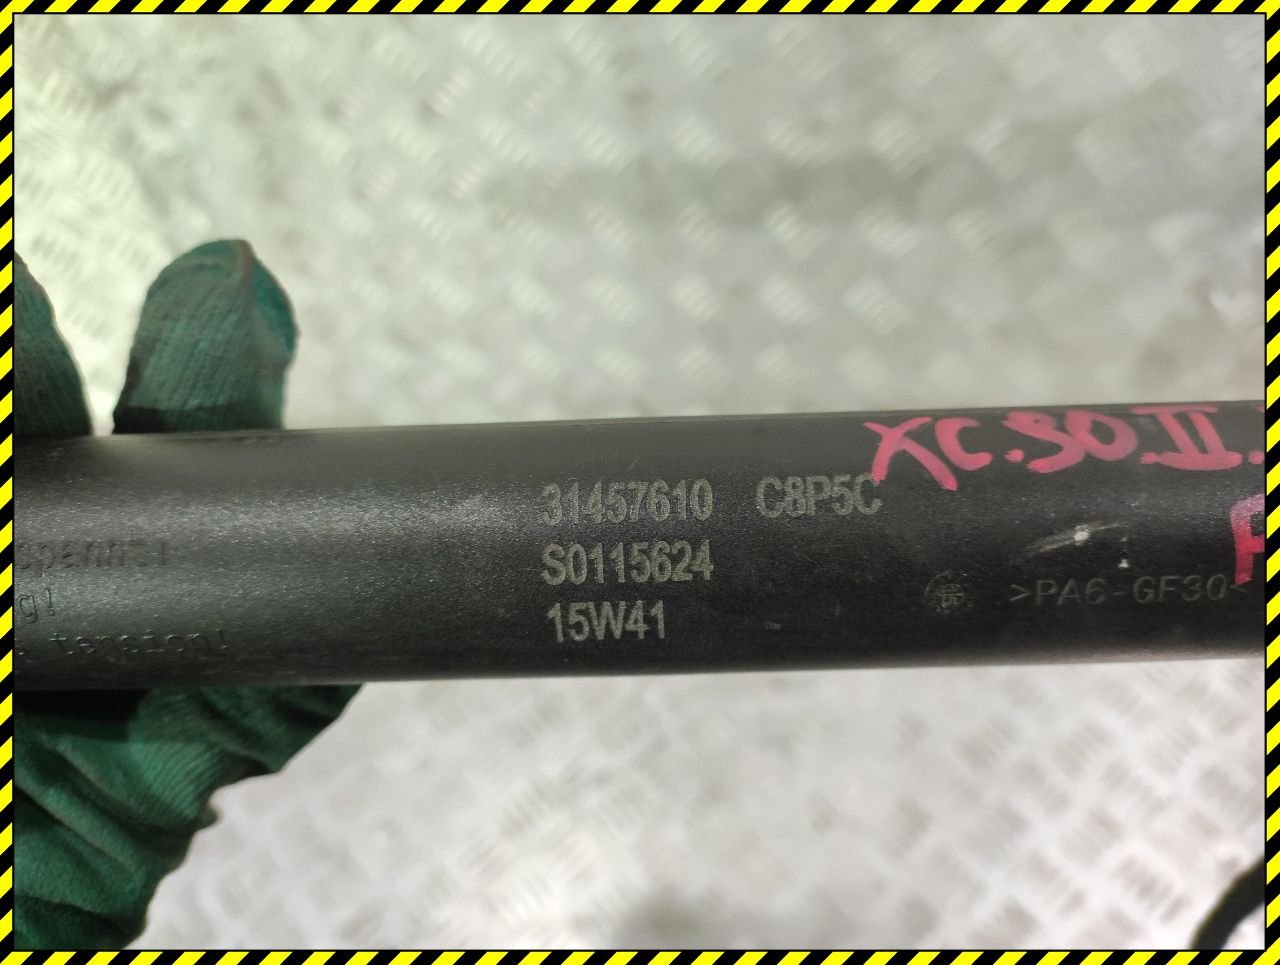 XC.90.II.
31457610 C8P5C
S0115624
15W41
>PA6-GF30<
g!
tension!